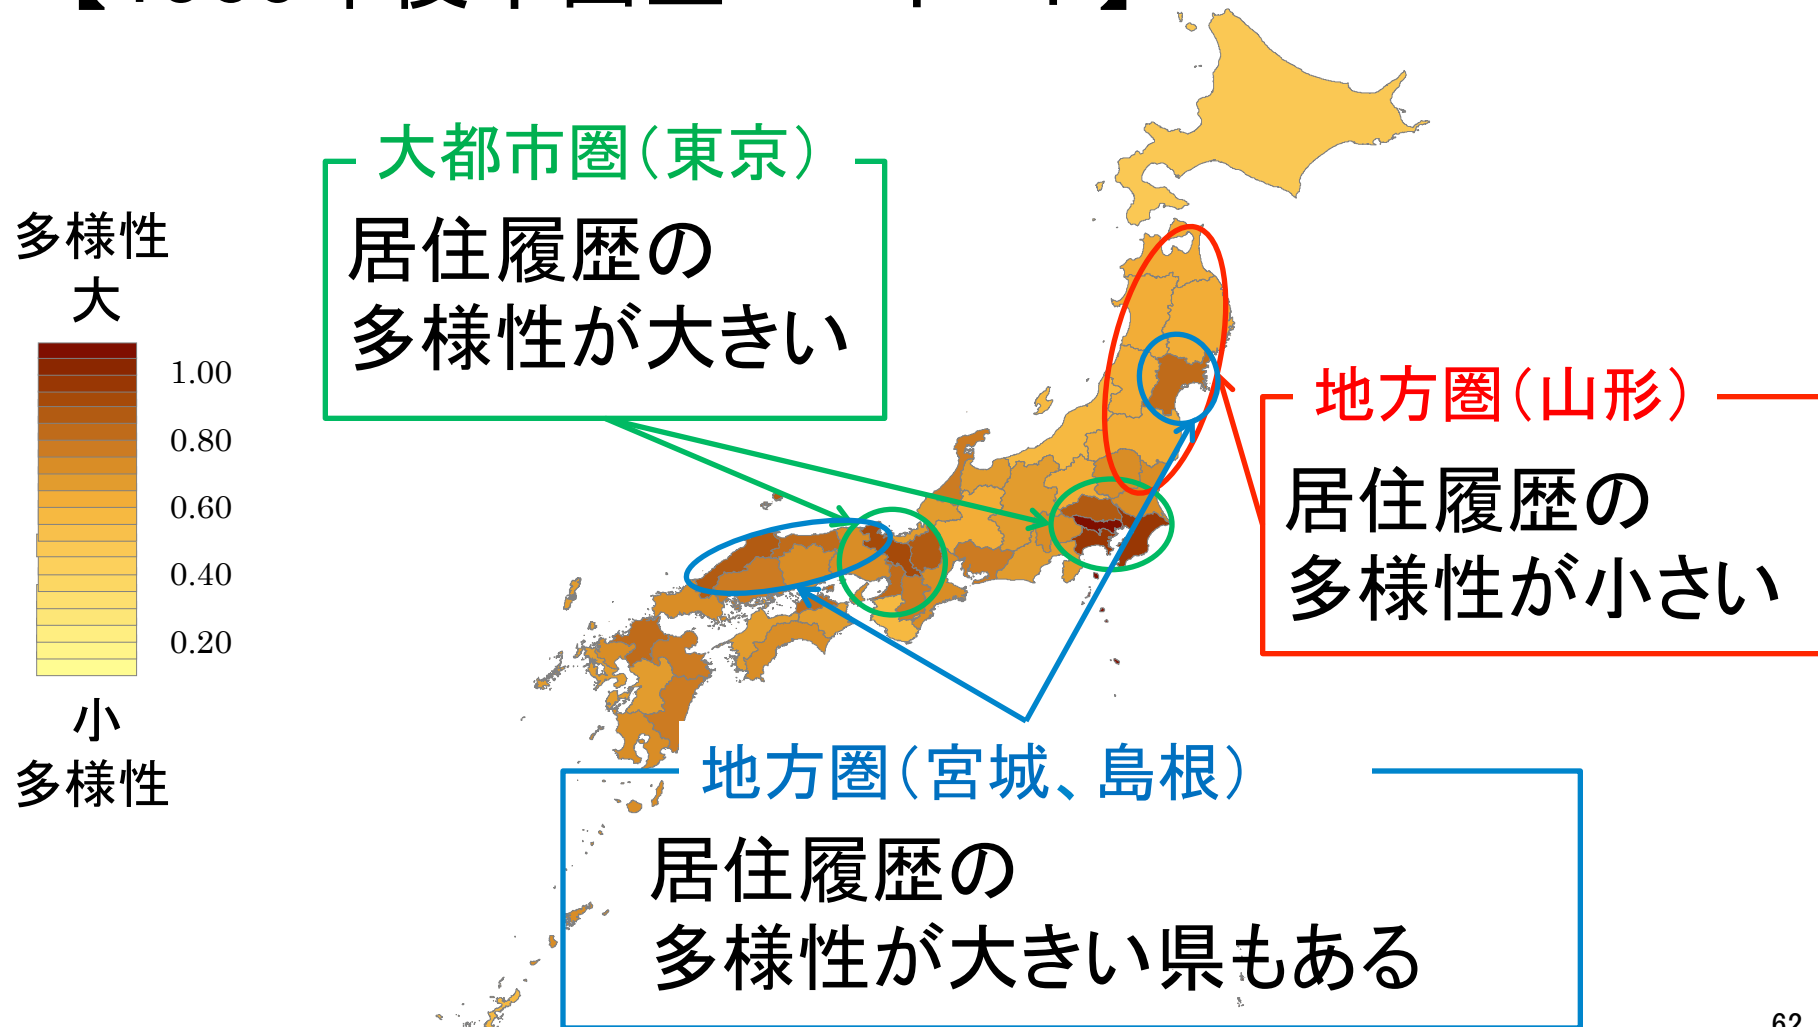 大都市圏(東京)
居住履歴の
多様性が大きい
多様性
大
1.00
0.80
0.60
0.40
0.20
小
多様性
地方圏(山形)
居住履歴の
多様性が小さい
地方圏(宮城、島根)
居住履歴の
多様性が大きい県もある
62